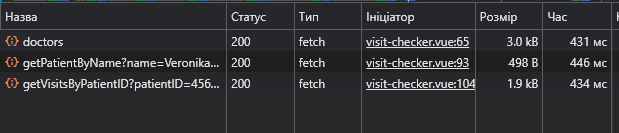 Назва Статус Тип Ініціатор Розмір Час
doctors 200 fetch visit-checker.vue:65 3.0 kB 431 мс
getPatientByName?name=Veronika... 200 fetch visit-checker.vue:93 498 B 446 мс
getVisitsByPatientID?patientID=456... 200 fetch visit-checker.vue:104 1.9 kB 434 мс